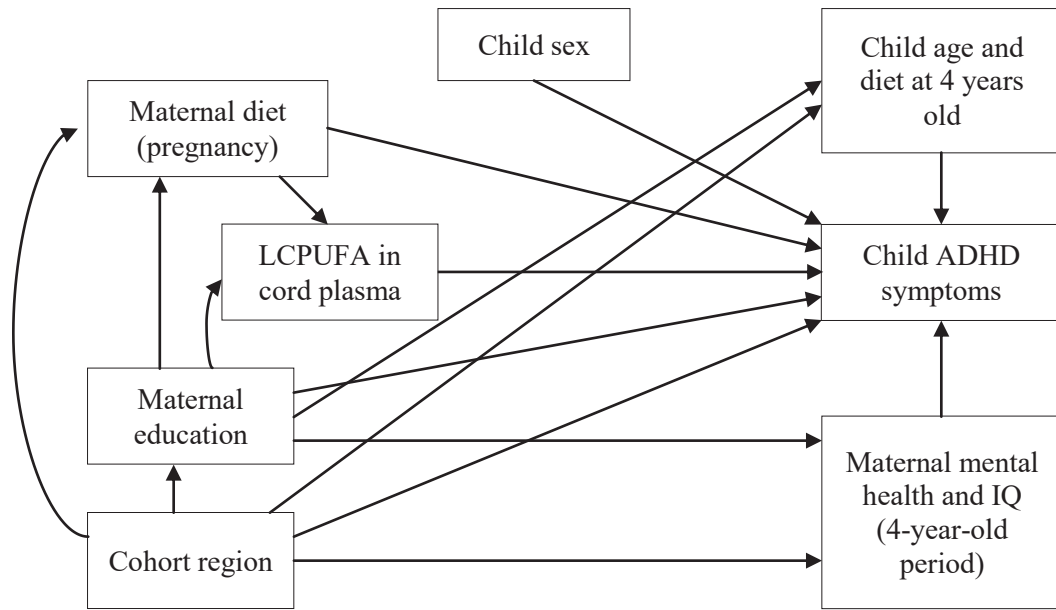 Child sex
Child age and
diet at 4 years
old
Maternal diet
(pregnancy)
LCPUFA in
cord plasma
Child ADHD
symptoms
Maternal
education
Maternal mental
health and IQ
(4-year-old
period)
Cohort region